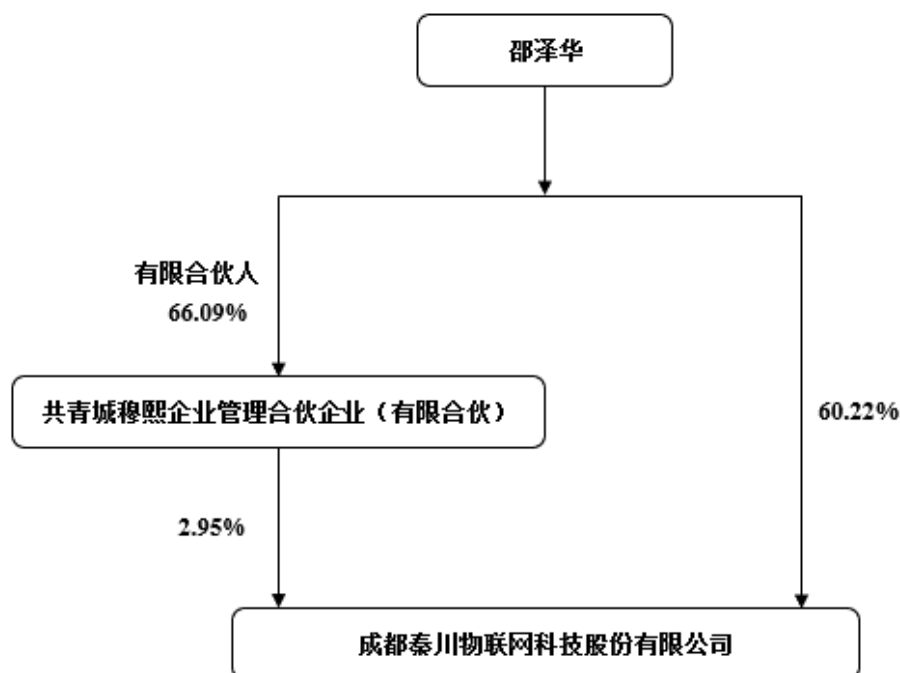 邵泽华
有限合伙人
66.09%
共青城穆熙企业管理合伙企业（有限合伙）
60.22%
2.95%
成都秦川物联网科技股份有限公司